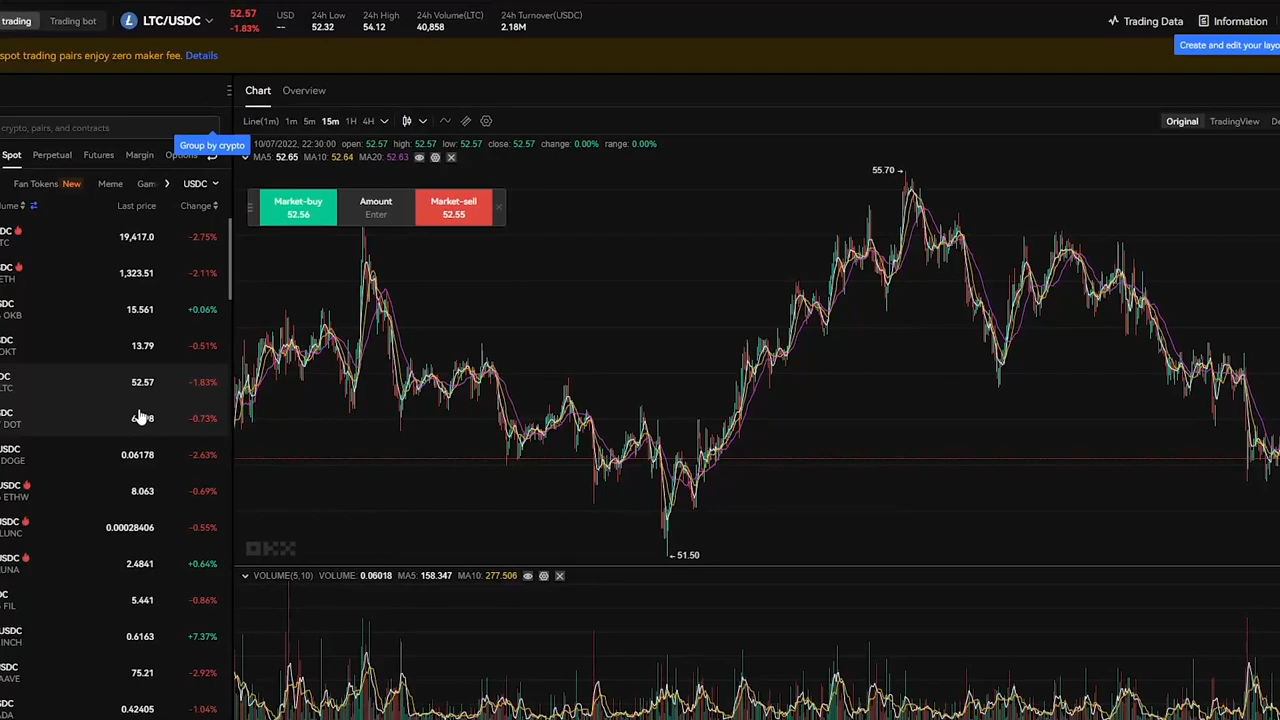 trading Trading bot LTC/USDC 52.57 -1.83% USD -- 24h Low 52.32 24h High 54.12 24h Volume(LTC) 40,858 24h Turnover(USDC) 2.18M Trading Data Information
spot trading pairs enjoy zero maker fee. Details
Create and edit your layo
Chart Overview
Line(1m) 1m 5m 15m 1H 4H Original TradingView De
crypto, pairs, and contracts
Group by crypto
Spot Perpetual Futures Margin Options
10/07/2022, 22:30:00 open: 52.57 high: 52.57 low: 52.57 close: 52.57 change: 0.00% range: 0.00%
MA5: 52.65 MA10: 52.64 MA20: 52.63
Fan Tokens New Meme Gam USDC
lume Last price Change
Market-buy 52.56 Amount Enter Market-sell 52.55
55.70
SDC TC 19,417.0 -2.75%
SDC ETH 1,323.51 -2.11%
SDC OKB 15.561 +0.06%
DC OKT 13.79 -0.51%
DC LTC 52.57 -1.83%
SDC DOT -0.73%
USDC DOGE 0.06178 -2.63%
USDC ETHW 8.063 -0.69%
USDC LUNC 0.00028406 -0.55%
SDC UNA 2.4841 +0.64%
DC FIL 5.441 -0.86%
USDC INCH 0.6163 +7.37%
SDC AAVE 75.21 -2.92%
SDC ADA 0.42405 -1.04%
OKX
51.50
VOLUME(5,10) VOLUME: 0.06018 MA5: 158.347 MA10: 277.506